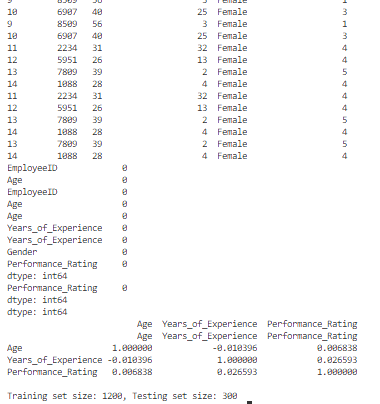 9 8509 56 3 Female 1
10 6907 40 25 Female 3
9 8509 56 3 Female 1
10 6907 40 25 Female 3
11 2234 31 32 Female 4
12 5951 26 13 Female 4
13 7809 39 2 Female 5
14 1088 28 4 Female 4
11 2234 31 32 Female 4
12 5951 26 13 Female 4
13 7809 39 2 Female 5
14 1088 28 4 Female 4
13 7809 39 2 Female 5
14 1088 28 4 Female 4
EmployeeID 0
Age 0
EmployeeID 0
Age 0
Age 0
Years_of_Experience 0
Years_of_Experience 0
Gender 0
Performance_Rating 0
dtype: int64
Performance_Rating 0
dtype: int64
dtype: int64
Age Years_of_Experience Performance_Rating
Age Years_of_Experience Performance_Rating
Age 1.000000 -0.010396 0.006838
Years_of_Experience -0.010396 1.000000 0.026593
Performance_Rating 0.006838 0.026593 1.000000
Training set size: 1200, Testing set size: 300